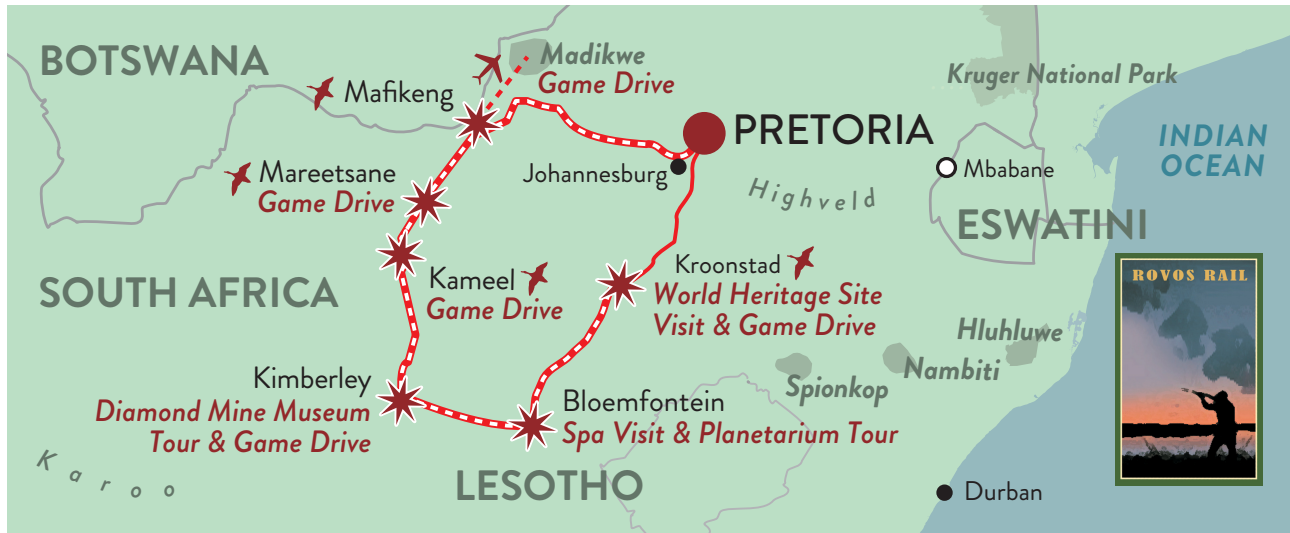 BOTSWANA
Madikwe
Game Drive
Kruger National Park
Mafikeng
PRETORIA
INDIAN
OCEAN
Johannesburg
Mbabane
Mareetsane
Game Drive
Highveld
ESWATINI
SOUTH AFRICA
Kameel
Game Drive
Kroonstad
World Heritage Site
Visit & Game Drive
ROVOS RAIL
Hluhluwe
Nambiti
Spionkop
Kimberley
Diamond Mine Museum
Tour & Game Drive
Bloemfontein
Spa Visit & Planetarium Tour
Karoo
LESOTHO
Durban